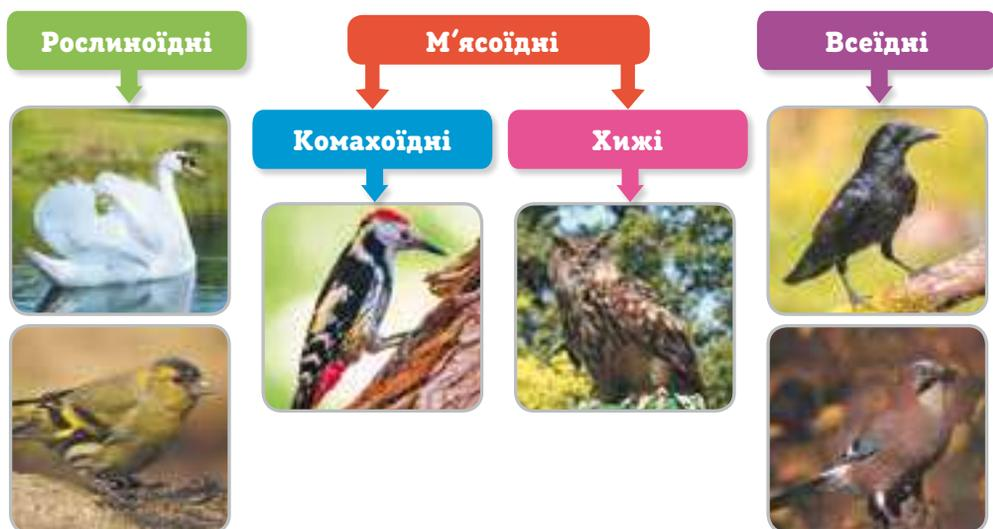 Рослиноїдні
М′ясоїдні
Всеїдні
Комахоїдні
Хижі